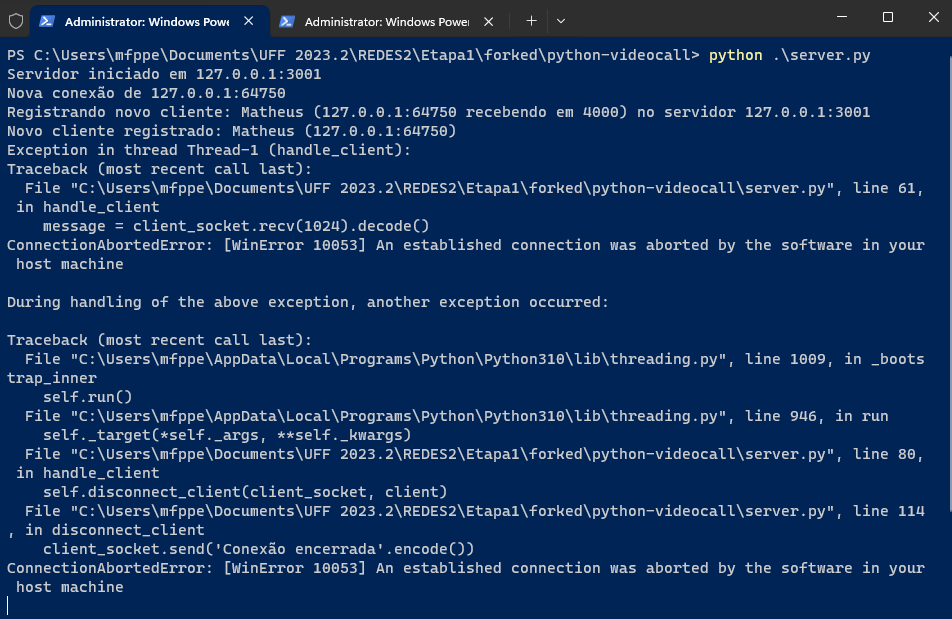 Administrator: Windows Powe
Administrator: Windows Power
PS C:\Users\mfppe\Documents\UFF 2023.2\REDES2\Etapa1\forked\python-videocall> python .\server.py
Servidor iniciado em 127.0.0.1:3001
Nova conexão de 127.0.0.1:64750
Registrando novo cliente: Matheus (127.0.0.1:64750 recebendo em 4000) no servidor 127.0.0.1:3001
Novo cliente registrado: Matheus (127.0.0.1:64750)
Exception in thread Thread-1 (handle_client):
Traceback (most recent call last):
  File "C:\Users\mfppe\Documents\UFF 2023.2\REDES2\Etapa1\forked\python-videocall\server.py", line 61,
 in handle_client
    message = client_socket.recv(1024).decode()
ConnectionAbortedError: [WinError 10053] An established connection was aborted by the software in your
 host machine
During handling of the above exception, another exception occurred:
Traceback (most recent call last):
  File "C:\Users\mfppe\AppData\Local\Programs\Python\Python310\lib\threading.py", line 1009, in _boots
trap_inner
    self.run()
  File "C:\Users\mfppe\AppData\Local\Programs\Python\Python310\lib\threading.py", line 946, in run
    self._target(*self._args, **self._kwargs)
  File "C:\Users\mfppe\Documents\UFF 2023.2\REDES2\Etapa1\forked\python-videocall\server.py", line 80,
 in handle_client
    self.disconnect_client(client_socket, client)
  File "C:\Users\mfppe\Documents\UFF 2023.2\REDES2\Etapa1\forked\python-videocall\server.py", line 114
, in disconnect_client
    client_socket.send('Conexão encerrada'.encode())
ConnectionAbortedError: [WinError 10053] An established connection was aborted by the software in your
 host machine